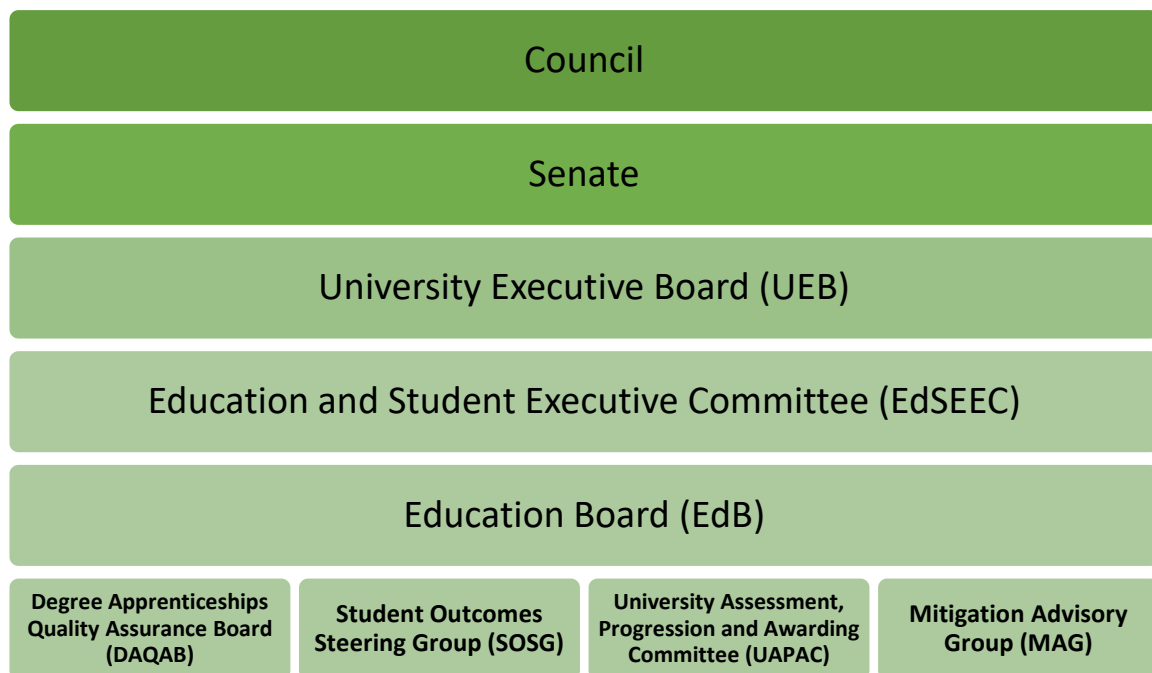 Council
Senate
University Executive Board (UEB)
Education and Student Executive Committee (EdSEEC)
Education Board (EdB)
Degree Apprenticeships
Quality Assurance Board
(DAQAB)
Student Outcomes
Steering Group (SOSG)
University Assessment,
Progression and Awarding
Committee (UAPAC)
Mitigation Advisory
Group (MAG)